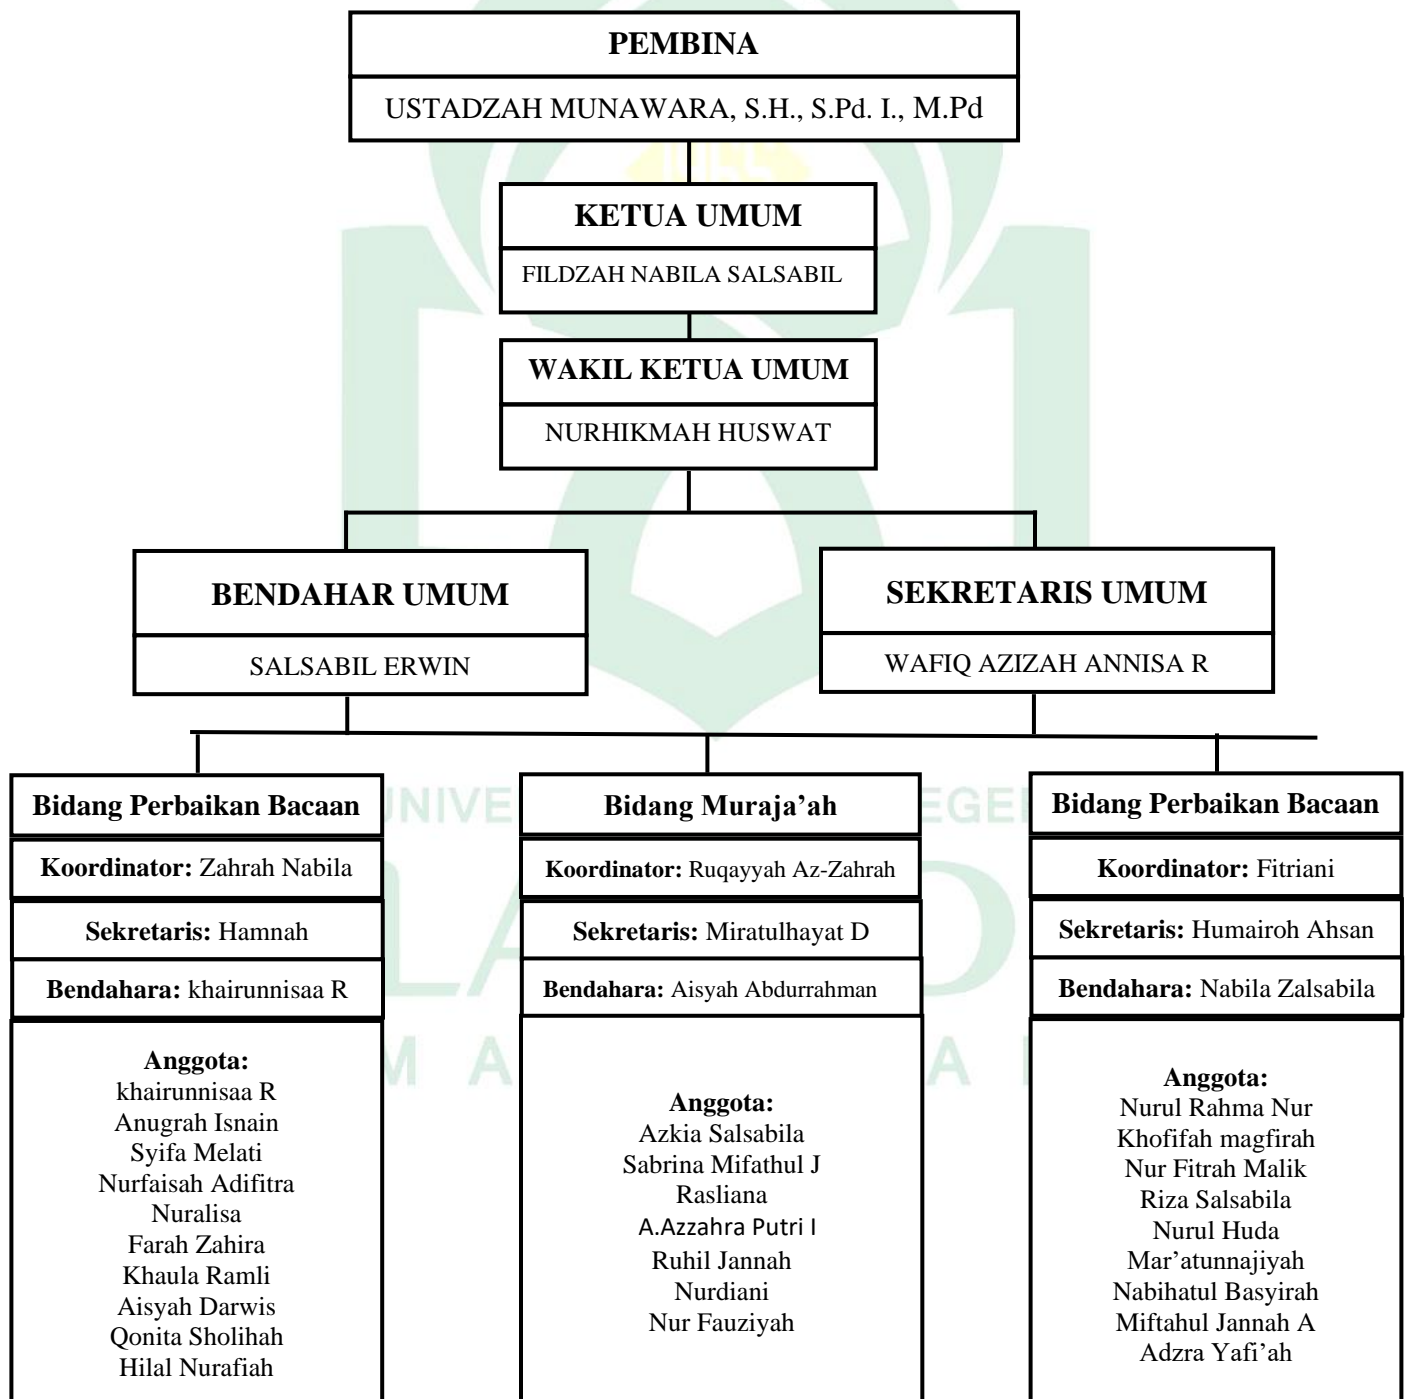 PEMBINA
USTADZAH MUNAWARA, S.H., S.Pd. I., M.Pd
1965
KETUA UMUM
FILDZAH NABILA SALSABIL
WAKIL KETUA UMUM
NURHIKMAH HUSWAT
BENDAHAR UMUM
SALSABIL ERWIN
SEKRETARIS UMUM
WAFIQ AZIZAH ANNISA R
Bidang Perbaikan Bacaan
Koordinator: Zahrah Nabila
Sekretaris: Hamnah
Bendahara: khairunnisaa R
Anggota:
khairunnisaa R
Anugrah Isnain
Syifa Melati
Nurfaisah Adifitra
Nuralisa
Farah Zahira
Khaula Ramli
Aisyah Darwis
Qonita Sholihah
Hilal Nurafiah
Bidang Muraja’ah
Koordinator: Ruqayyah Az-Zahrah
Sekretaris: Miratulhayat D
Bendahara: Aisyah Abdurrahman
Anggota:
Azkia Salsabila
Sabrina Mifathul J
Rasliana
A.Azzahra Putri I
Ruhil Jannah
Nurdiani
Nur Fauziyah
Bidang Perbaikan Bacaan
Koordinator: Fitriani
Sekretaris: Humairoh Ahsan
Bendahara: Nabila Zalsabila
Anggota:
Nurul Rahma Nur
Khofifah magfirah
Nur Fitrah Malik
Riza Salsabila
Nurul Huda
Mar’atunnajiyah
Nabihatul Basyirah
Miftahul Jannah A
Adzra Yafi’ah